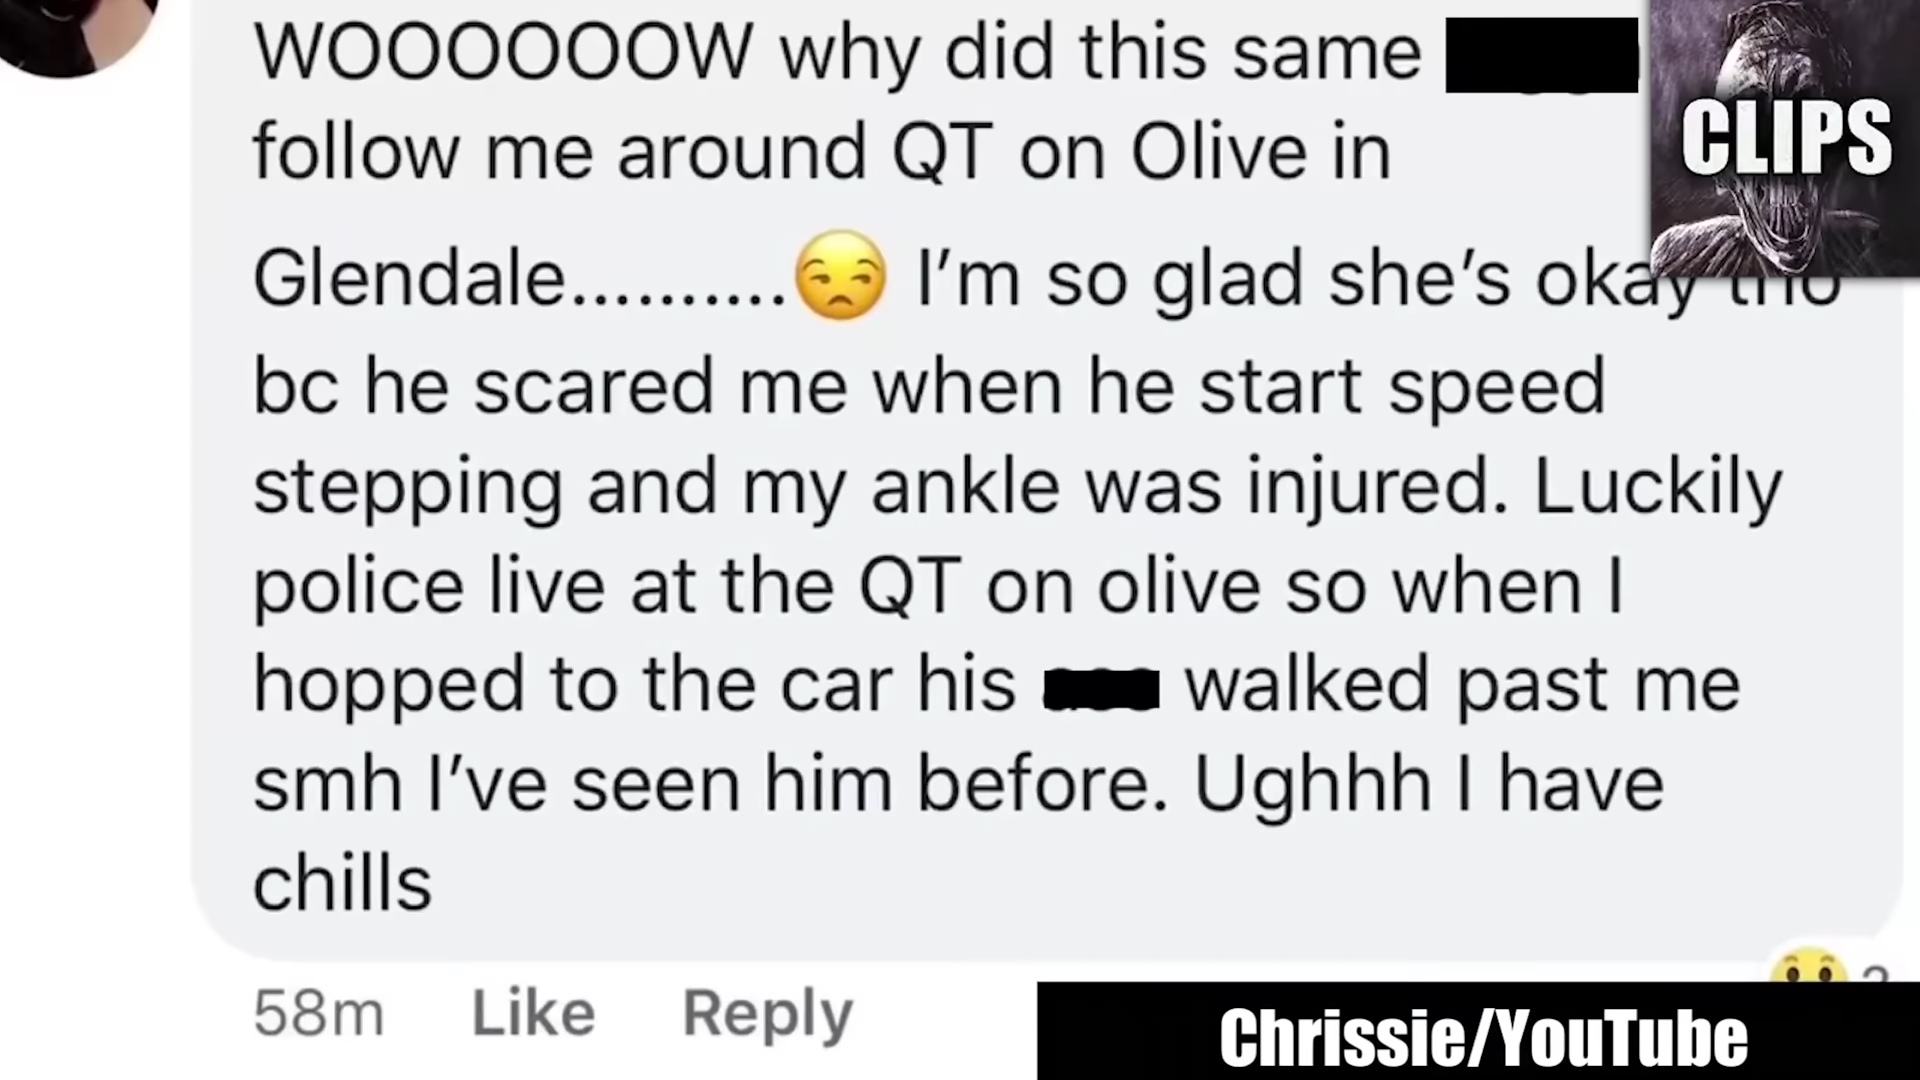 WOOOOOOW why did this same
CLIPS
follow me around QT on Olive in
Glendale..........😒 I'm so glad she's okay tho
bc he scared me when he start speed
stepping and my ankle was injured. Luckily
police live at the QT on olive so when I
hopped to the car his walked past me
smh I've seen him before. Ughhh I have
chills
58m Like Reply
Chrissie/YouTube